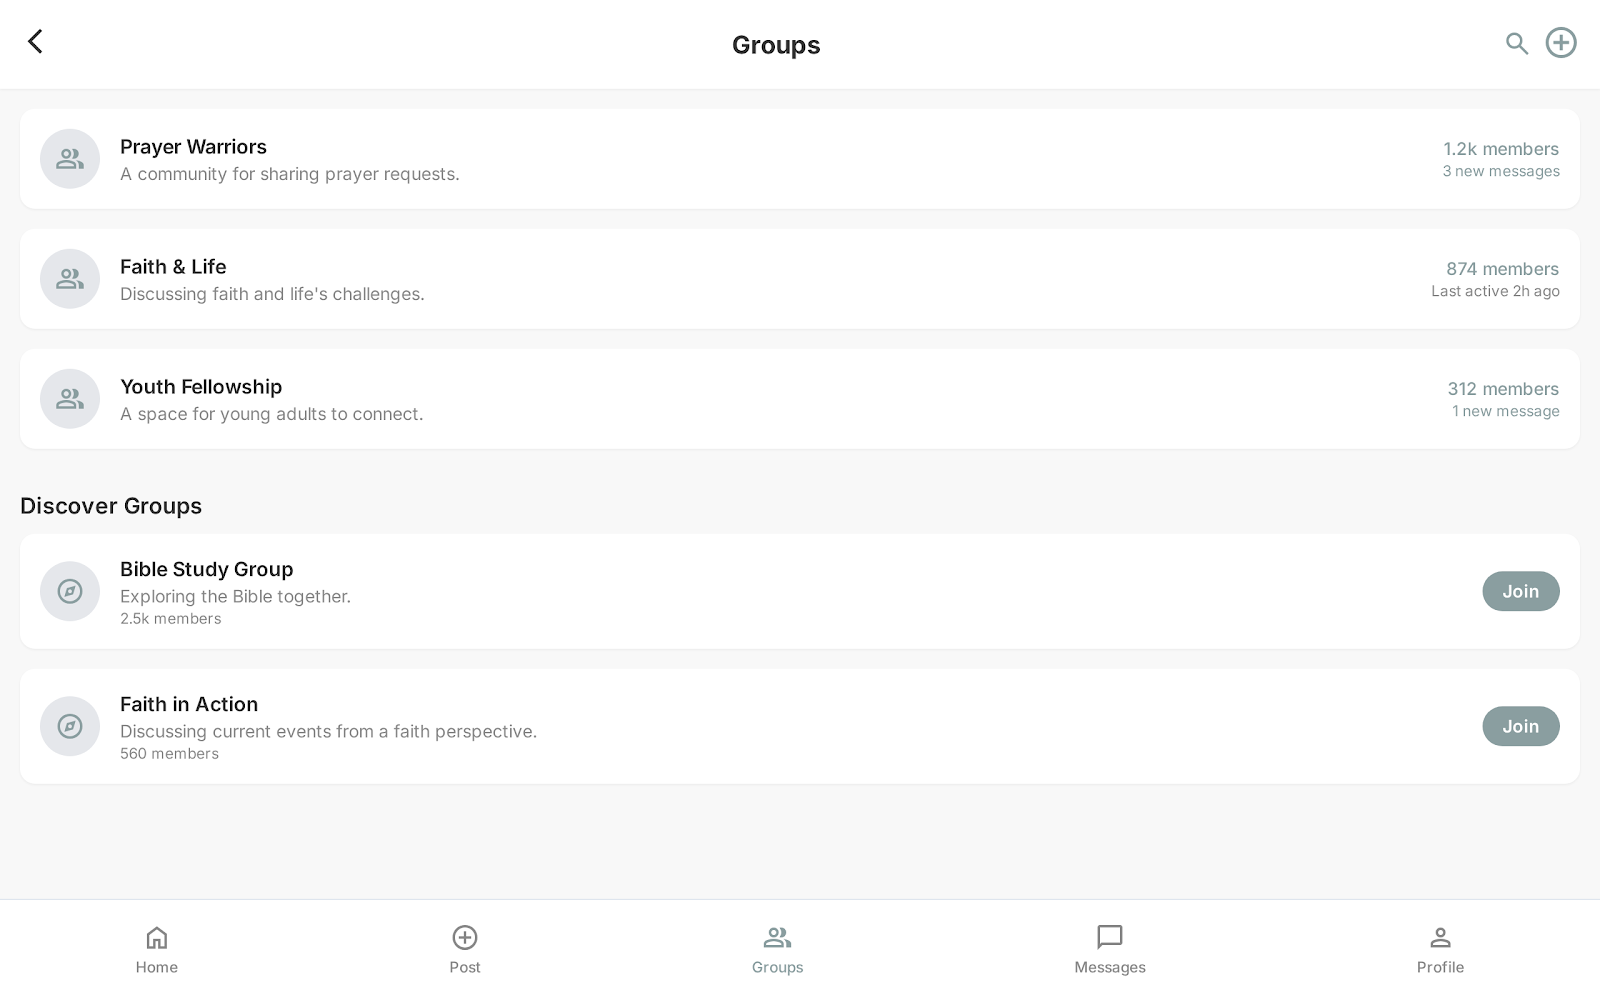 Groups
Prayer Warriors
A community for sharing prayer requests.
1.2k members
3 new messages
Faith & Life
Discussing faith and life's challenges.
874 members
Last active 2h ago
Youth Fellowship
A space for young adults to connect.
312 members
1 new message
Discover Groups
Bible Study Group
Exploring the Bible together.
2.5k members
Join
Faith in Action
Discussing current events from a faith perspective.
560 members
Join
Home
Post
Groups
Messages
Profile